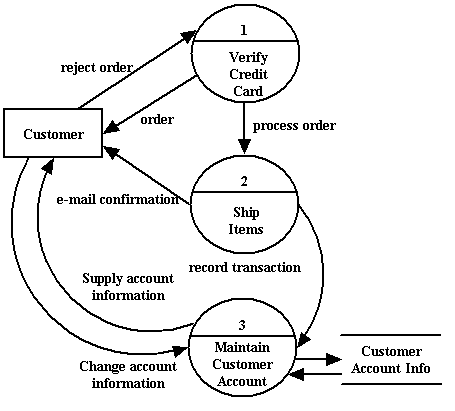 1
Verify
Credit
Card
reject order
order
Customer
process order
2
Ship
Items
e-mail confirmation
record transaction
Supply account
information
3
Maintain
Customer
Account
Customer
Account Info
Change account
information